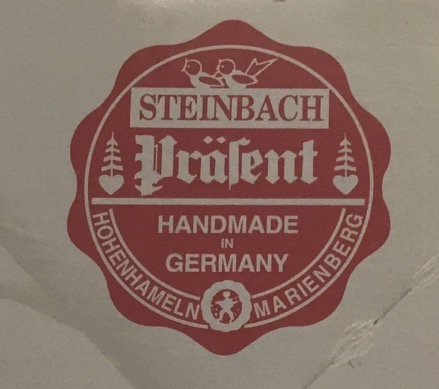 STEINBACH
Präſent
HANDMADE
IN
GERMANY
HOHENHAMELN MARIENBERG